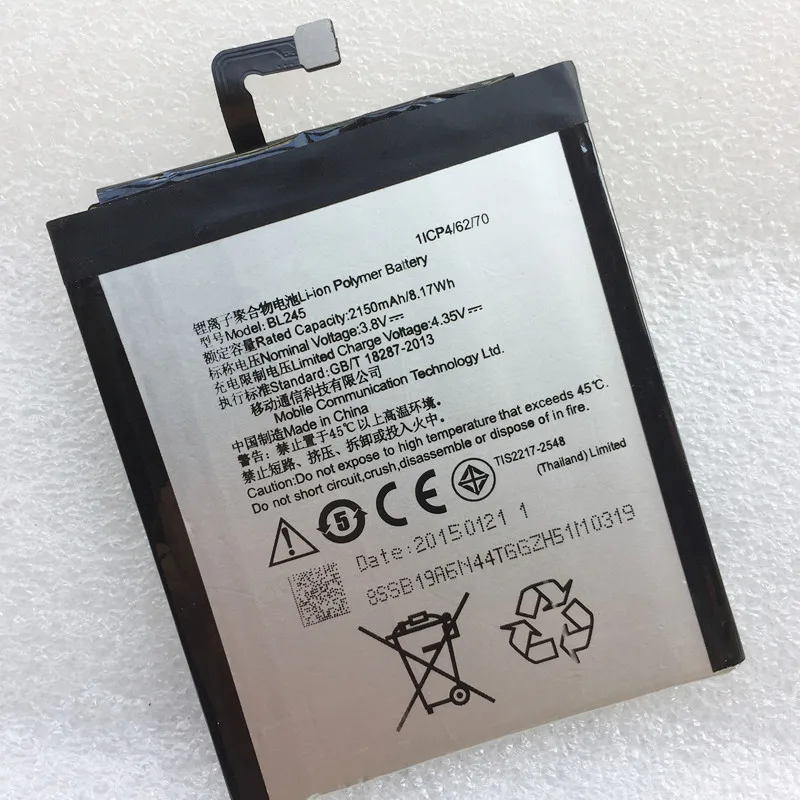 1ICP4/62/70
锂离子聚合物电池Li-ion Polymer Battery
型号Model: BL245
额定容量Rated Capacity:2150mAh/8.17Wh
标称电压Nominal Voltage:3.8V
充电限制电压Limited Charge Voltage:4.35V
执行标准Standard:GB/T 18287-2013
移动通信科技有限公司
Mobile Communication Technology Ltd.
中国制造Made in China
警告:禁止置于45℃以上高温环境。
禁止短路、挤压、拆卸或投入火中。
Caution:Do not expose to high temperature that exceeds 45℃.
Do not short circuit,crush,disassemble or dispose of in fire.
5 CE
TIS2217-2548
(Thailand) Limited
Date:20150121 1
8SSB19A6N44TGGZH51M0319